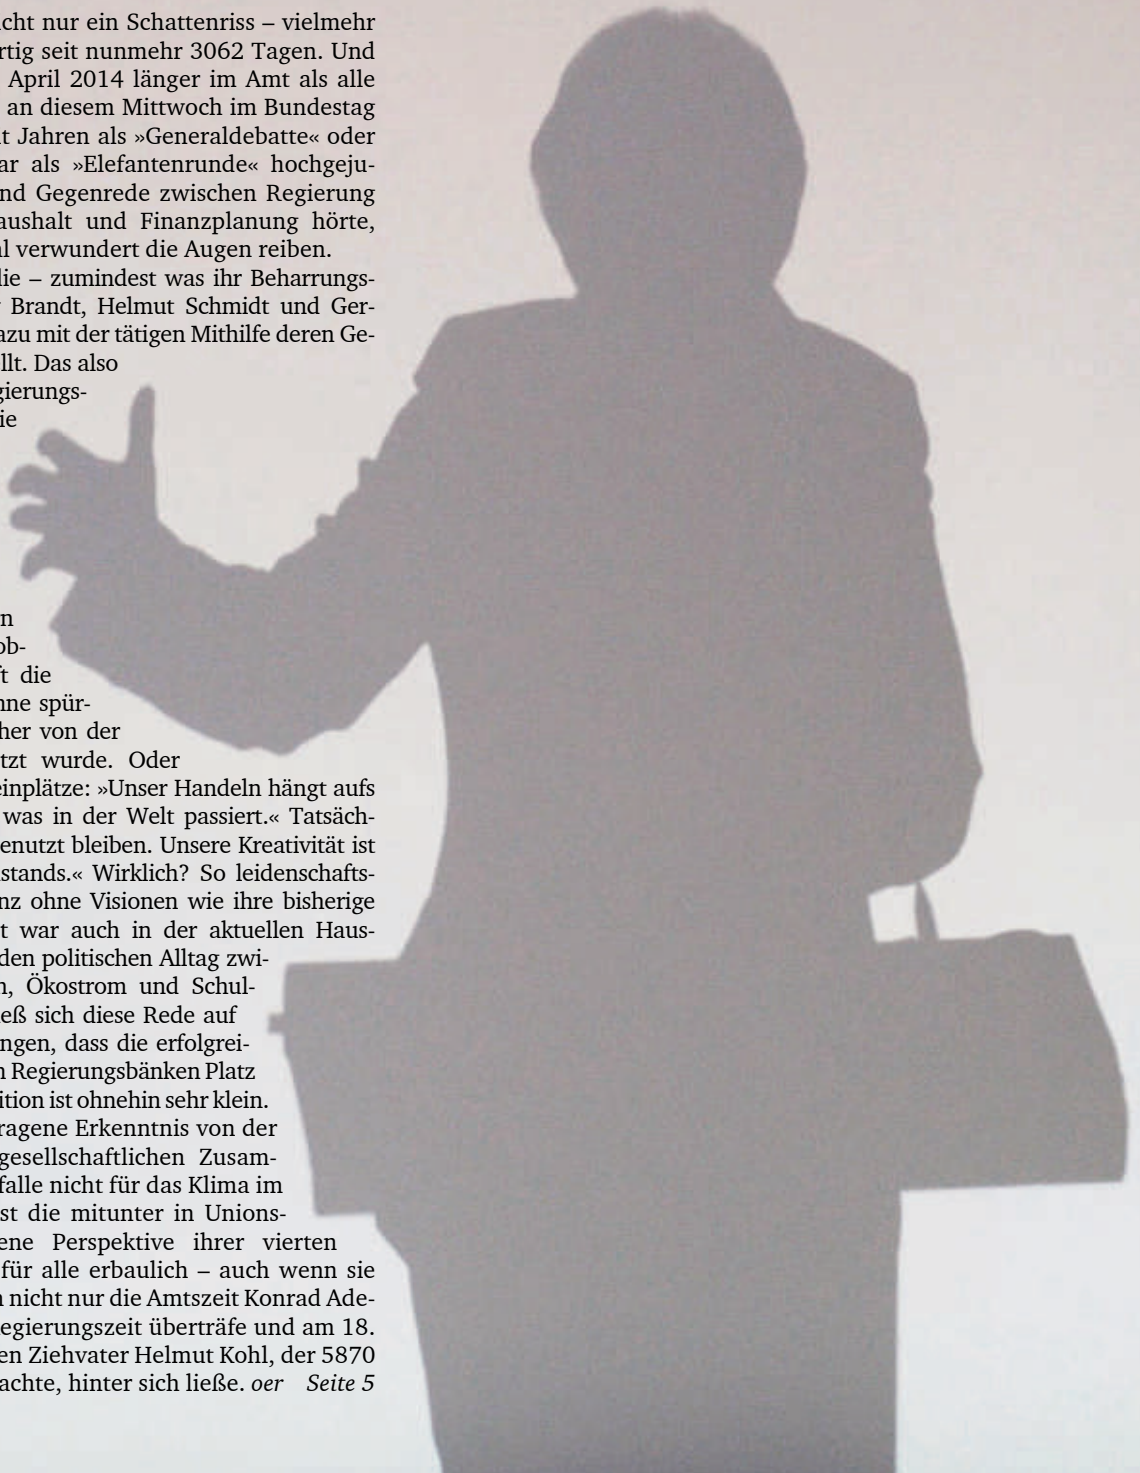 cht nur ein Schattenriss – vielmehr
rtig seit nunmehr 3062 Tagen. Und
April 2014 länger im Amt als alle
an diesem Mittwoch im Bundestag
t Jahren als »Generaldebatte« oder
ar als »Elefantenrunde« hochgeju-
nd Gegenrede zwischen Regierung
aushalt und Finanzplanung hörte,
l verwundert die Augen reiben.
lie – zumindest was ihr Beharrungs-
Brandt, Helmut Schmidt und Ger-
azu mit der tätigen Mithilfe deren Ge-
llt. Das also
gierungs-
ie
n
ob-
t die
nne spür-
her von der
tzt wurde. Oder
einplätze: »Unser Handeln hängt aufs
was in der Welt passiert.« Tatsäch-
enutzt bleiben. Unsere Kreativität ist
stands.« Wirklich? So leidenschafts-
nz ohne Visionen wie ihre bisherige
t war auch in der aktuellen Haus-
den politischen Alltag zwi-
n, Ökostrom und Schul-
eß sich diese Rede auf
ngen, dass die erfolgrei-
n Regierungsbänken Platz
ition ist ohnehin sehr klein.
ragene Erkenntnis von der
gesellschaftlichen Zusam-
falle nicht für das Klima im
st die mitunter in Unions-
ene Perspektive ihrer vierten
für alle erbaulich – auch wenn sie
n nicht nur die Amtszeit Konrad Ade-
egierungszeit überträfe und am 18.
en Ziehvater Helmut Kohl, der 5870
achte, hinter sich ließe. oer Seite 5